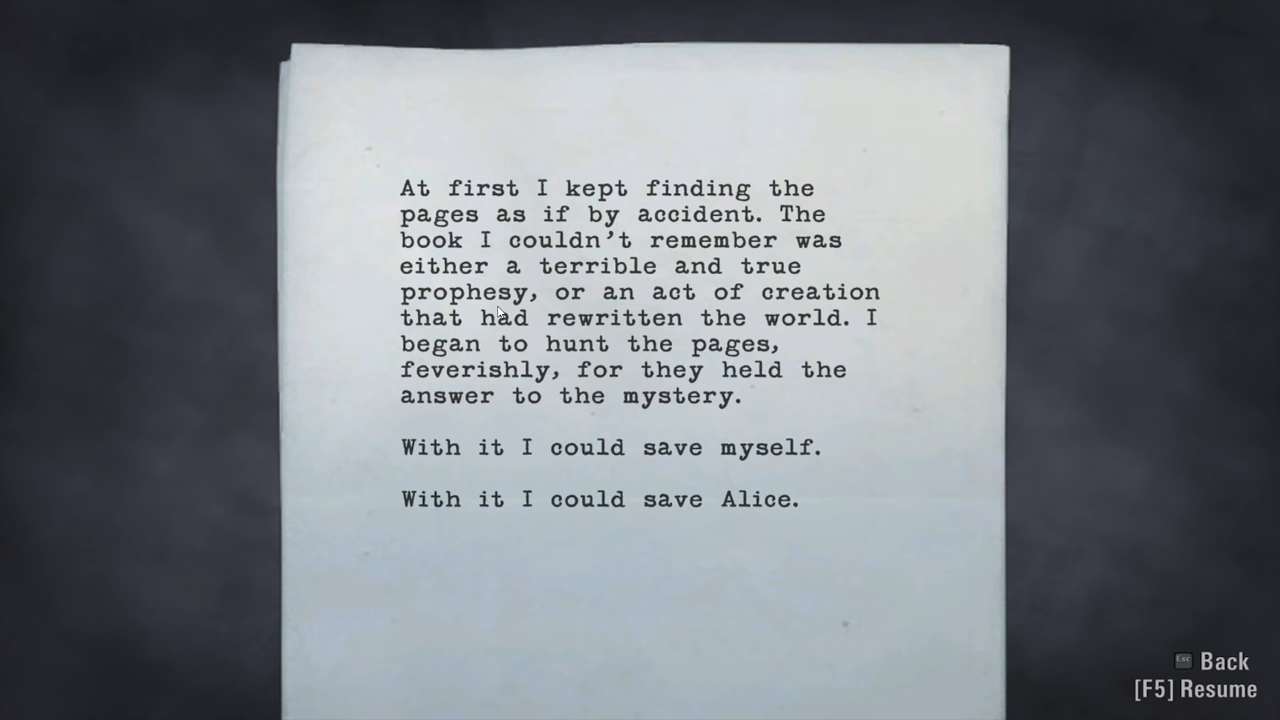 At first I kept finding the
pages as if by accident. The
book I couldn't remember was
either a terrible and true
prophesy, or an act of creation
that had rewritten the world. I
began to hunt the pages,
feverishly, for they held the
answer to the mystery.
With it I could save myself.
With it I could save Alice.
Esc Back
[F5] Resume